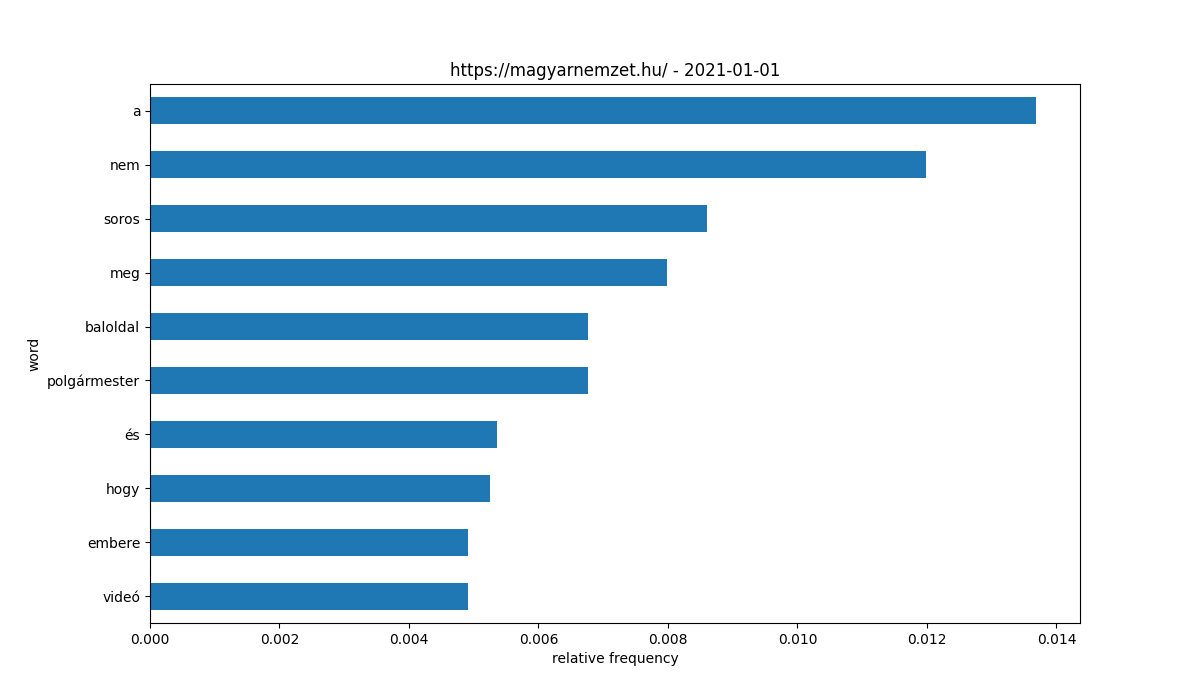 https://magyarnemzet.hu/ - 2021-01-01
word
a
nem
soros
meg
baloldal
polgármester
és
hogy
embere
videó
0.000 0.002 0.004 0.006 0.008 0.010 0.012 0.014
relative frequency